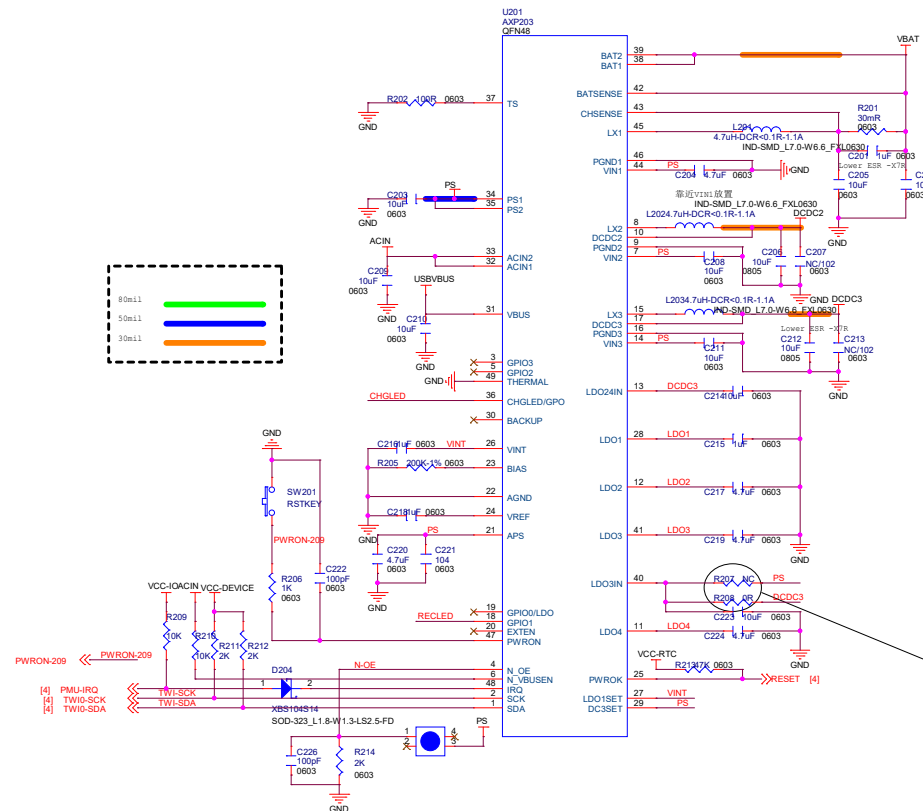 U201
AXP203
QFN48
VBAT
BAT2
39
BAT1
38
BATSENSE
42
CHSENSE
43
LX1
45
L201
4.7uH-DCR<0.1R-1.1A
IND-SMD_L7.0-W6.6_FXL0630
R201
30mR
0603
C201
1uF
0603
Lower ESR -X7R
C205
10uF
0603
GND
R202
100R
0603
37
TS
GND
PGND1
46
VIN1
44
PS
C204
4.7uF
0603
GND
靠近VIN1放置
IND-SMD_L7.0-W6.6_FXL0630
C203
10uF
0603
PS
34
PS1
35
PS2
GND
LX2
8
L202
4.7uH-DCR<0.1R-1.1A
DCDC2
DCDC2
10
PGND2
9
VIN2
7
PS
C208
10uF
0603
C206
10uF
0805
C207
NC/102
0603
GND
ACIN
33
ACIN2
32
ACIN1
C209
10uF
0603
GND
USBVBUS
31
VBUS
C210
10uF
0603
GND
LX3
15
L203
4.7uH-DCR<0.1R-1.1A
IND-SMD_L7.0-W6.6_FXL0630
DCDC3
DCDC3
17
PGND3
16
VIN3
14
PS
C211
10uF
0603
Lower ESR -X7R
C212
10uF
0805
C213
NC/102
0603
GND
80mil
50mil
30mil
3
GPIO3
5
GPIO2
GND
49
THERMAL
CHGLED
36
CHGLED/GPO
30
BACKUP
LDO24IN
13
DCDC3
C214
10uF
0603
C216
1uF
0603
VINT
26
VINT
R205
200K-1%
0603
23
BIAS
22
AGND
C218
1uF
0603
24
VREF
GND
PS
21
APS
C220
4.7uF
0603
C221
104
0603
GND
LDO1
28
LDO1
C215
1uF
0603
LDO2
12
LDO2
C217
4.7uF
0603
LDO3
41
LDO3
C219
4.7uF
0603
GND
LDO3IN
40
R207
NC
PS
R208
0R
DCDC3
C223
10uF
0603
LDO4
11
LDO4
C224
4.7uF
0603
GND
GND
SW201
RSTKEY
PWRON-209
R206
1K
0603
C222
100pF
0603
RECLED
19
GPIO0/LDO
18
GPIO1
20
EXTEN
47
PWRON
VCC-IO
ACIN
VCC-DEVICE
R209
10K
R210
10K
R211
2K
R212
2K
PWRON-209
PWRON-209
N-OE
4
N_OE
6
N_VBUSEN
[4]
PMU-IRQ
1
D204
2
48
IRQ
[4]
TWI0-SCK
TWI-SCK
2
SCK
[4]
TWI0-SDA
TWI-SDA
1
SDA
XBS104S14
SOD-323_L1.8-W1.3-LS2.5-FD
VCC-RTC
R213
47K
0603
PWROK
25
RESET
[4]
LDO1SET
27
VINT
DC3SET
29
PS
C226
100pF
0603
R214
2K
0603
1
2
4
3
PS
GND